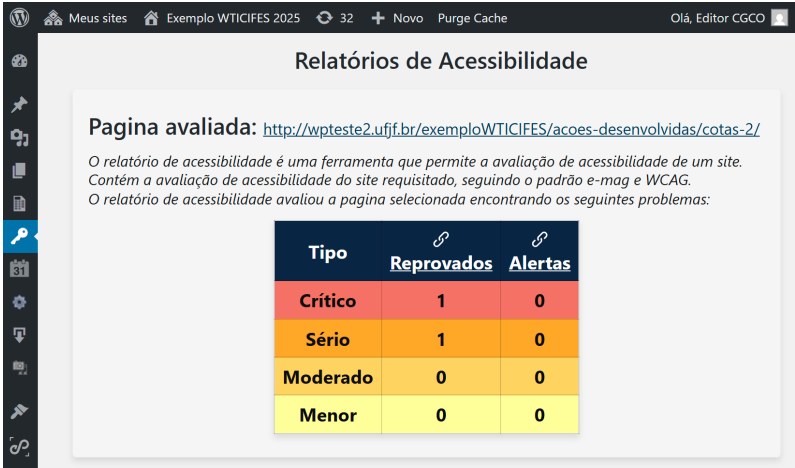 Meus sites Exemplo WTICIFES 2025 32 Novo Purge Cache Olá, Editor CGCO
Relatórios de Acessibilidade
Pagina avaliada: http://wpteste2.ufjf.br/exemploWTICIFES/acoes-desenvolvidas/cotas-2/
O relatório de acessibilidade é uma ferramenta que permite a avaliação de acessibilidade de um site.
Contém a avaliação de acessibilidade do site requisitado, seguindo o padrão e-mag e WCAG.
O relatório de acessibilidade avaliou a pagina selecionada encontrando os seguintes problemas:
Tipo Reprovados Alertas
Crítico 1 0
Sério 1 0
Moderado 0 0
Menor 0 0
31